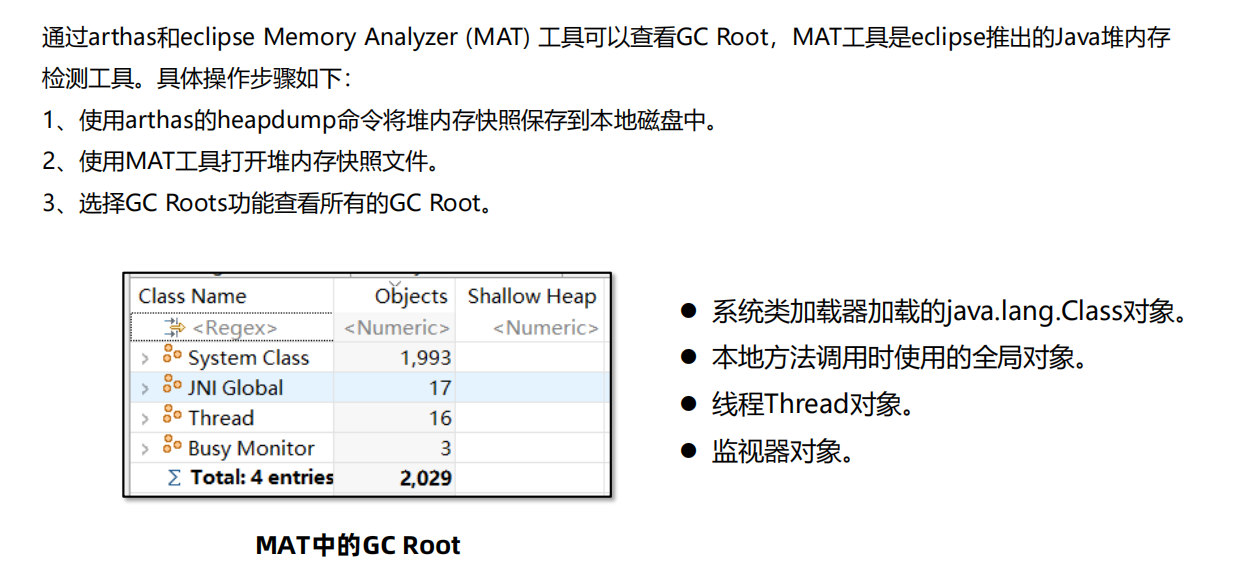 通过arthas和eclipse Memory Analyzer (MAT) 工具可以查看GC Root，MAT工具是eclipse推出的Java堆内存
检测工具。具体操作步骤如下：
1、使用arthas的heapdump命令将堆内存快照保存到本地磁盘中。
2、使用MAT工具打开堆内存快照文件。
3、选择GC Roots功能查看所有的GC Root。
Class Name Objects Shallow Heap
<Regex> <Numeric> <Numeric>
System Class 1,993
JNI Global 17
Thread 16
Busy Monitor 3
Σ Total: 4 entries 2,029
MAT中的GC Root
● 系统类加载器加载的java.lang.Class对象。
● 本地方法调用时使用的全局对象。
● 线程Thread对象。
● 监视器对象。